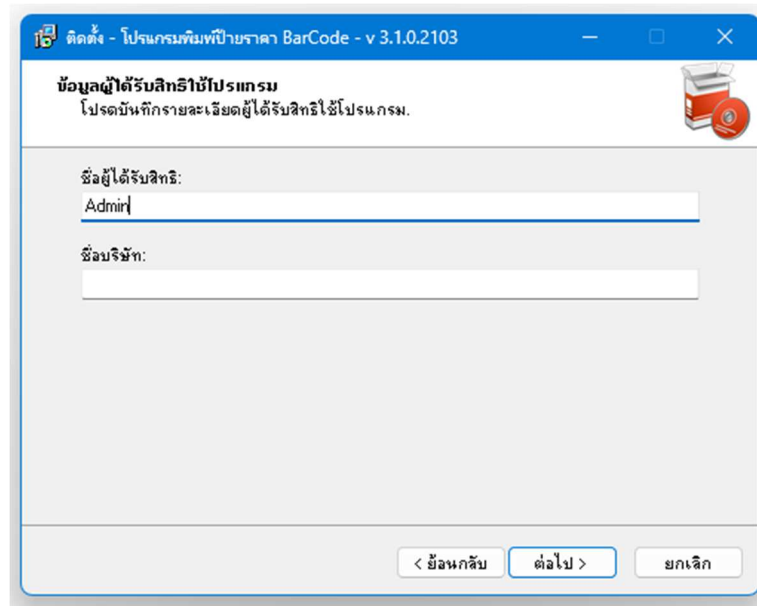 ติดตั้ง - โปรแกรมพิมพ์ป้ายราคา BarCode - v 3.1.0.2103
ข้อมูลผู้ได้รับสิทธิใช้โปรแกรม
โปรดบันทึกรายละเอียดผู้ได้รับสิทธิใช้โปรแกรม.
ชื่อผู้ได้รับสิทธิ:
Admin
ชื่อบริษัท:
< ย้อนกลับ
ต่อไป >
ยกเลิก